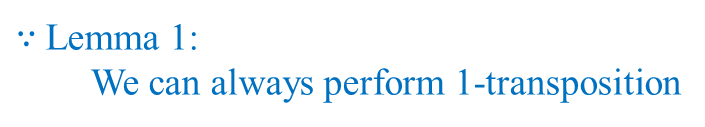 ∵ Lemma 1:
We can always perform 1-transposition